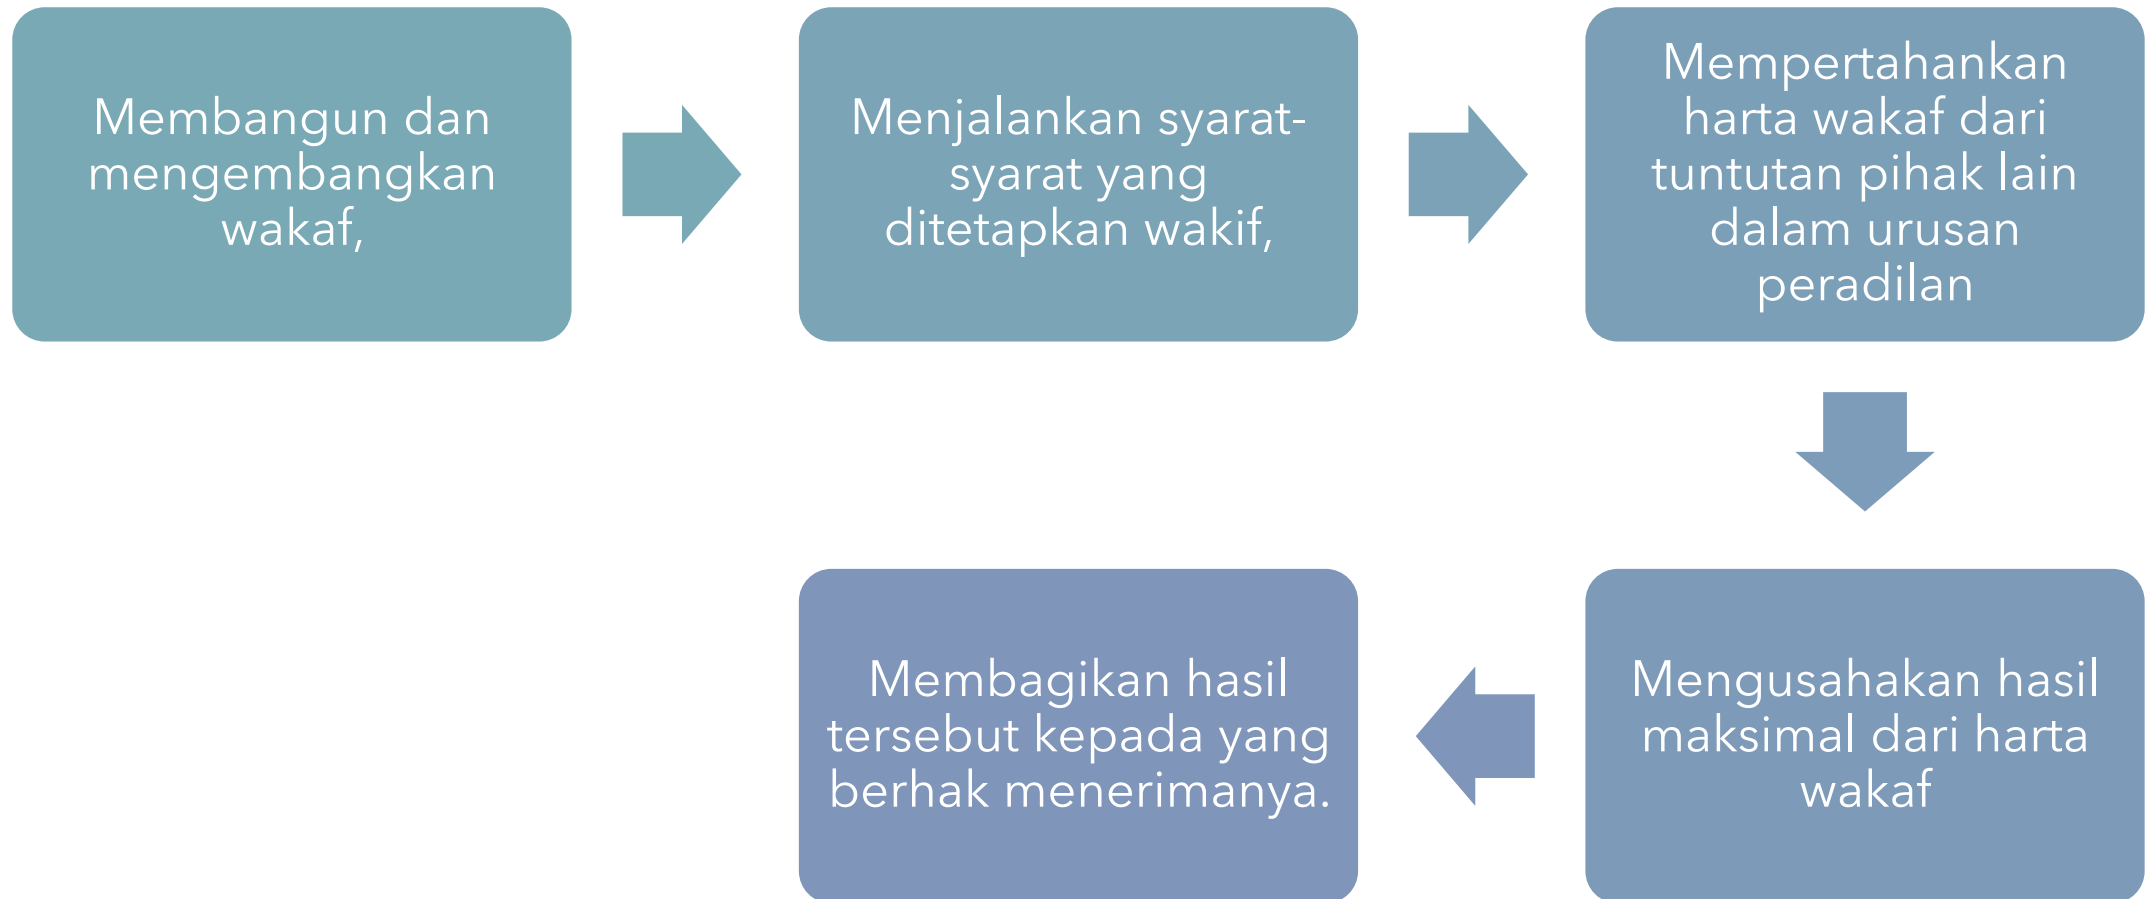 Membangun dan
mengembangkan
wakaf,
Menjalankan syarat-
syarat yang
ditetapkan wakif,
Mempertahankan
harta wakaf dari
tuntutan pihak lain
dalam urusan
peradilan
Mengusahakan hasil
maksimal dari harta
wakaf
Membagikan hasil
tersebut kepada yang
berhak menerimanya.